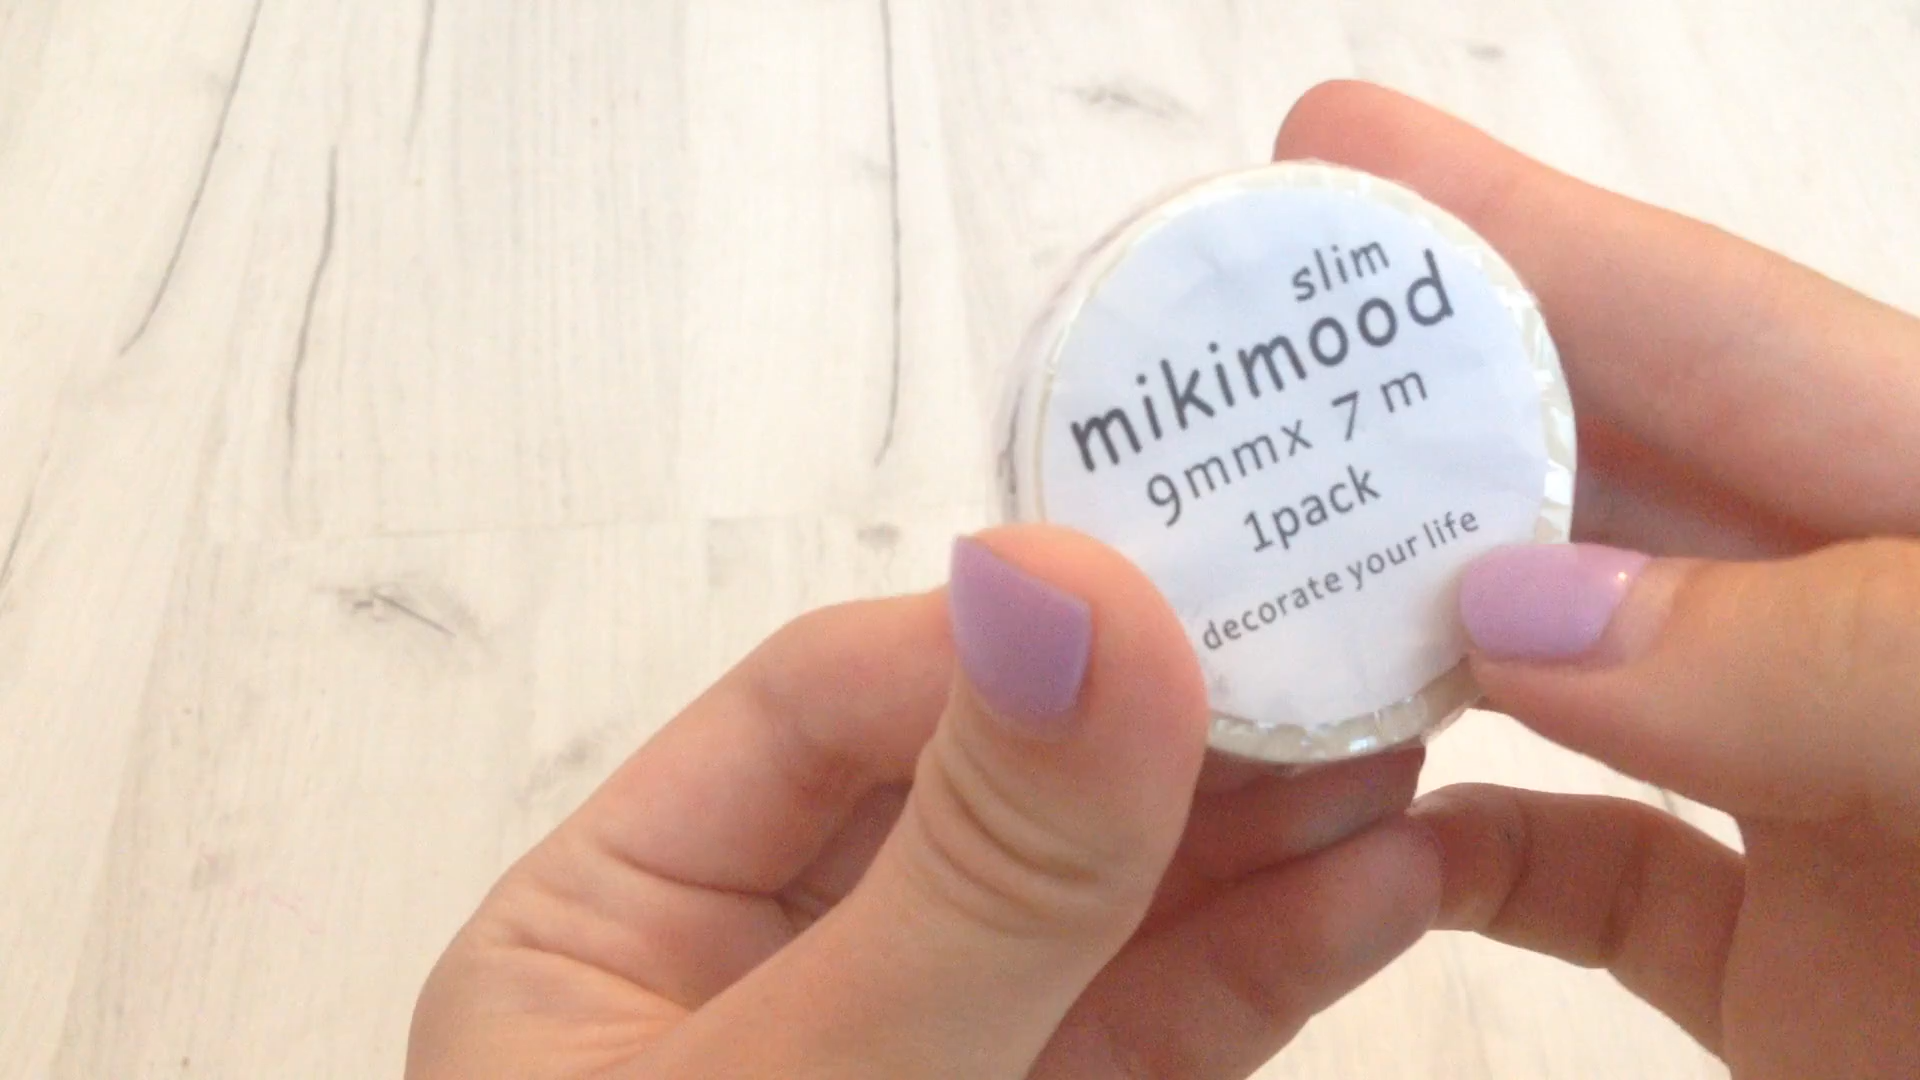 slim
mikimood
9mmx 7 m
1pack
decorate your life